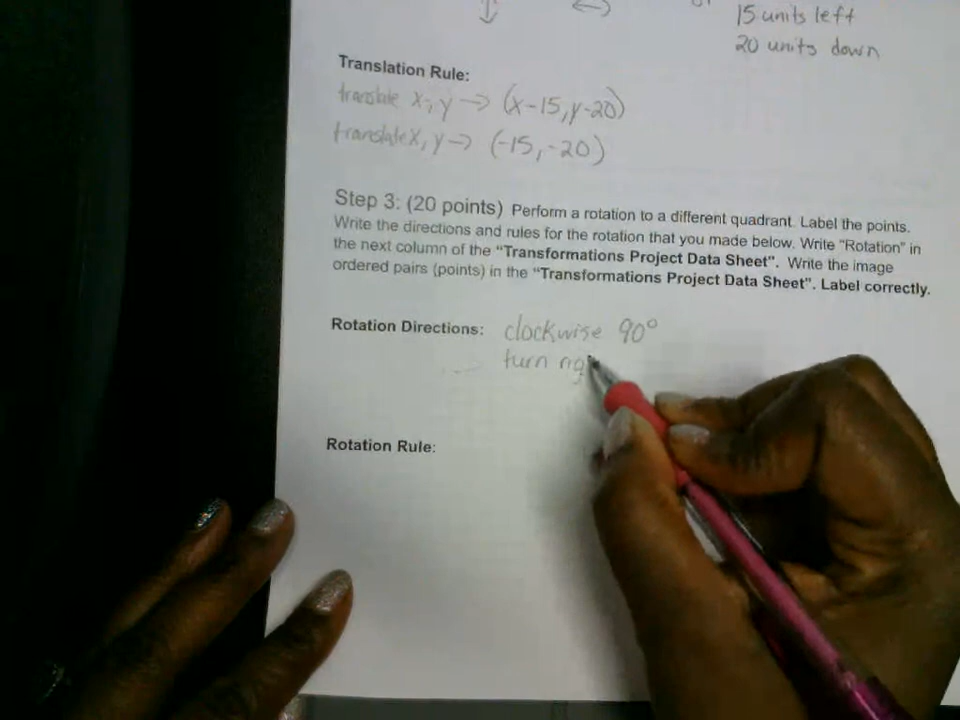 15 units left
20 units down
Translation Rule:
translate x, y → (x-15, y-20)
translate x, y → (-15, -20)
Step 3: (20 points) Perform a rotation to a different quadrant. Label the points.
Write the directions and rules for the rotation that you made below. Write "Rotation" in
the next column of the “Transformations Project Data Sheet”. Write the image
ordered pairs (points) in the “Transformations Project Data Sheet”. Label correctly.
Rotation Directions: clockwise 90°
turn rig
Rotation Rule: